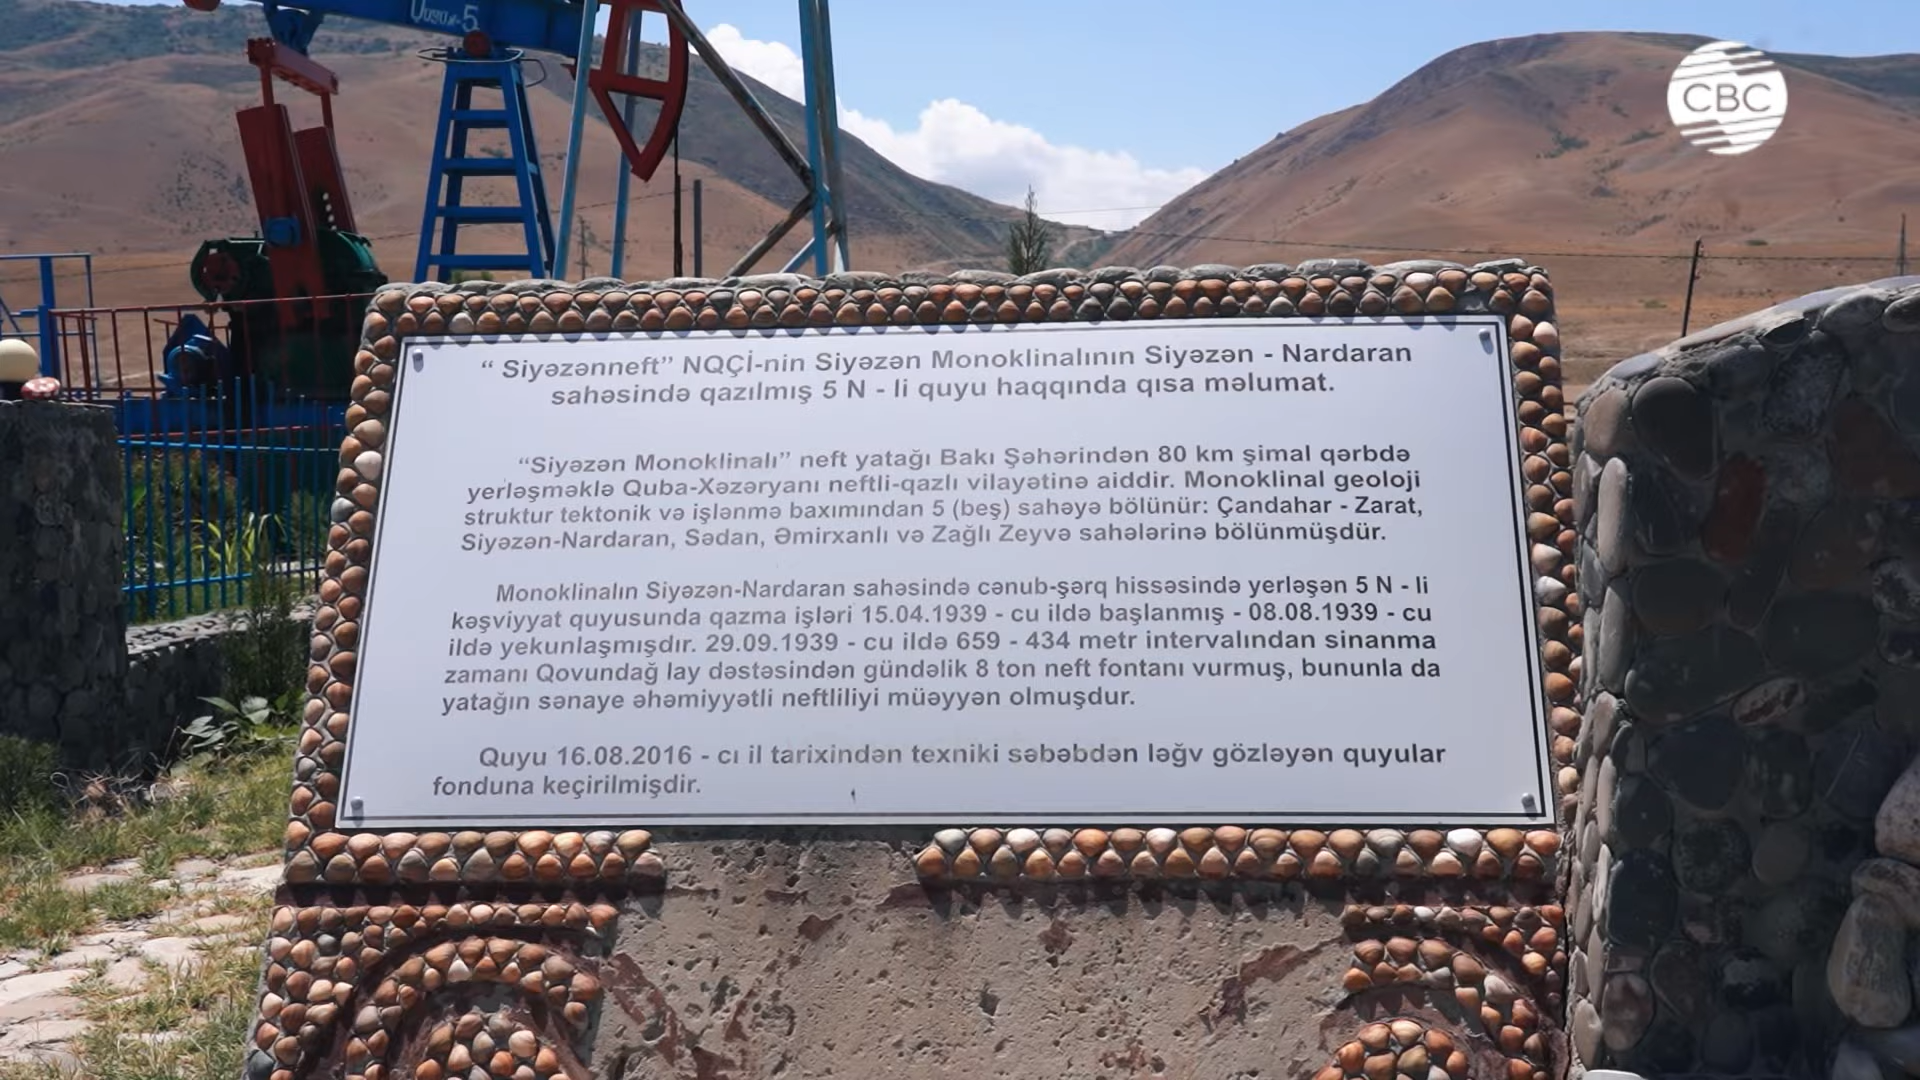 Quyu-5
CBC
“ Siyəzənneft” NQÇİ-nin Siyəzən Monoklinalının Siyəzən - Nardaran
sahəsində qazılmış 5 N - li quyu haqqında qısa məlumat.
“Siyəzən Monoklinalı” neft yatağı Bakı Şəhərindən 80 km şimal qərbdə
yerləşməklə Quba-Xəzəryanı neftli-qazlı vilayətinə aiddir. Monoklinal geoloji
struktur tektonik və işlənmə baxımından 5 (beş) sahəyə bölünür: Çandahar - Zarat,
Siyəzən-Nardaran, Sədan, Əmirxanlı və Zağlı Zeyvə sahələrinə bölünmüşdür.
Monoklinalın Siyəzən-Nardaran sahəsində cənub-şərq hissəsində yerləşən 5 N - li
kəşviyyat quyusunda qazma işləri 15.04.1939 - cu ildə başlanmış - 08.08.1939 - cu
ildə yekunlaşmışdır. 29.09.1939 - cu ildə 659 - 434 metr intervalından sinanma
zamanı Qovundağ lay dəstəsindən gündəlik 8 ton neft fontanı vurmuş, bununla da
yatağın sənaye əhəmiyyətli neftliliyi müəyyən olmuşdur.
Quyu 16.08.2016 - cı il tarixindən texniki səbəbdən ləğv gözləyən quyular
fonduna keçirilmişdir.